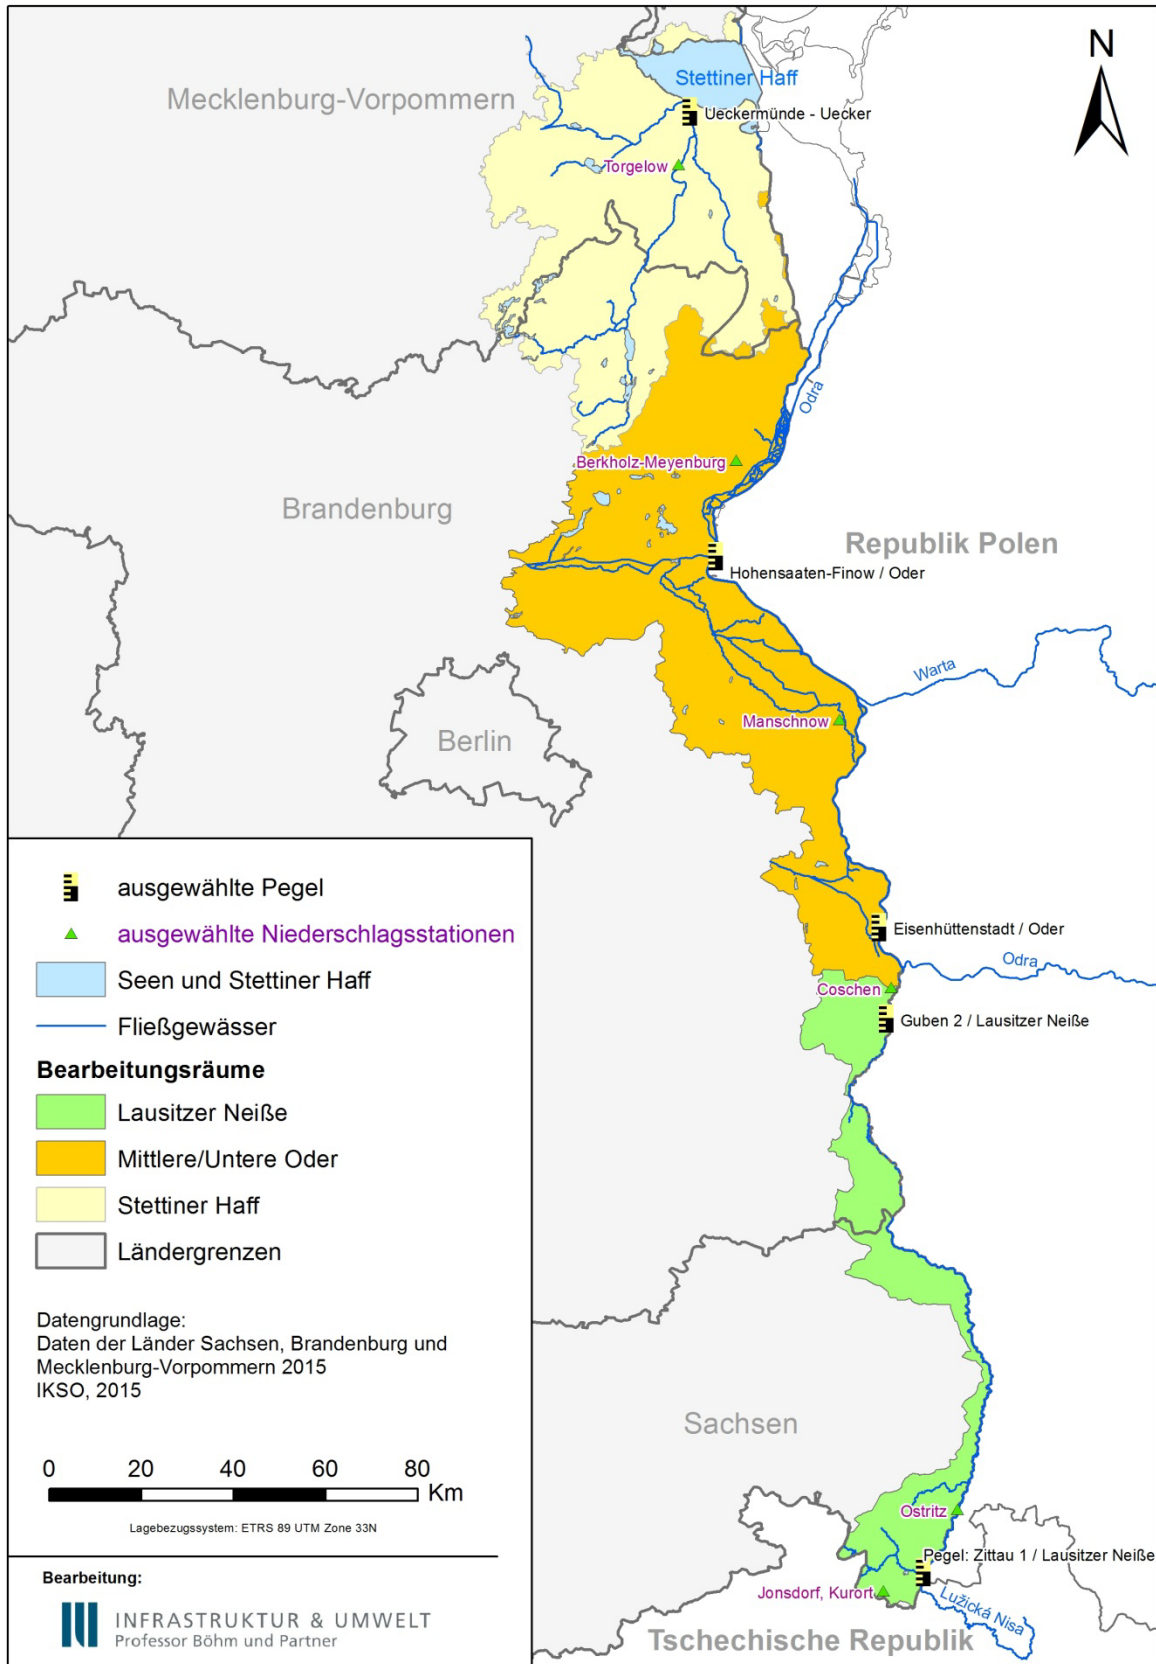 N
Stettiner Haff
Mecklenburg-Vorpommern
Ueckermünde - Uecker
Torgelow
Odra
Berkholz-Meyenburg
Brandenburg
Republik Polen
Hohensaaten-Finow / Oder
Warta
Manschnow
Berlin
Eisenhüttenstadt / Oder
Odra
Coschen
Guben 2 / Lausitzer Neiße
Sachsen
Ostritz
Pegel: Zittau 1 / Lausitzer Neiße
Jonsdorf, Kurort
Lužická Nisa
Tschechische Republik
ausgewählte Pegel
ausgewählte Niederschlagsstationen
Seen und Stettiner Haff
Fließgewässer
Bearbeitungsräume
Lausitzer Neiße
Mittlere/Untere Oder
Stettiner Haff
Ländergrenzen
Datengrundlage:
Daten der Länder Sachsen, Brandenburg und
Mecklenburg-Vorpommern 2015
IKSO, 2015
0 20 40 60 80
Km
Lagebezugssystem: ETRS 89 UTM Zone 33N
Bearbeitung:
INFRASTRUKTUR & UMWELT
Professor Böhm und Partner